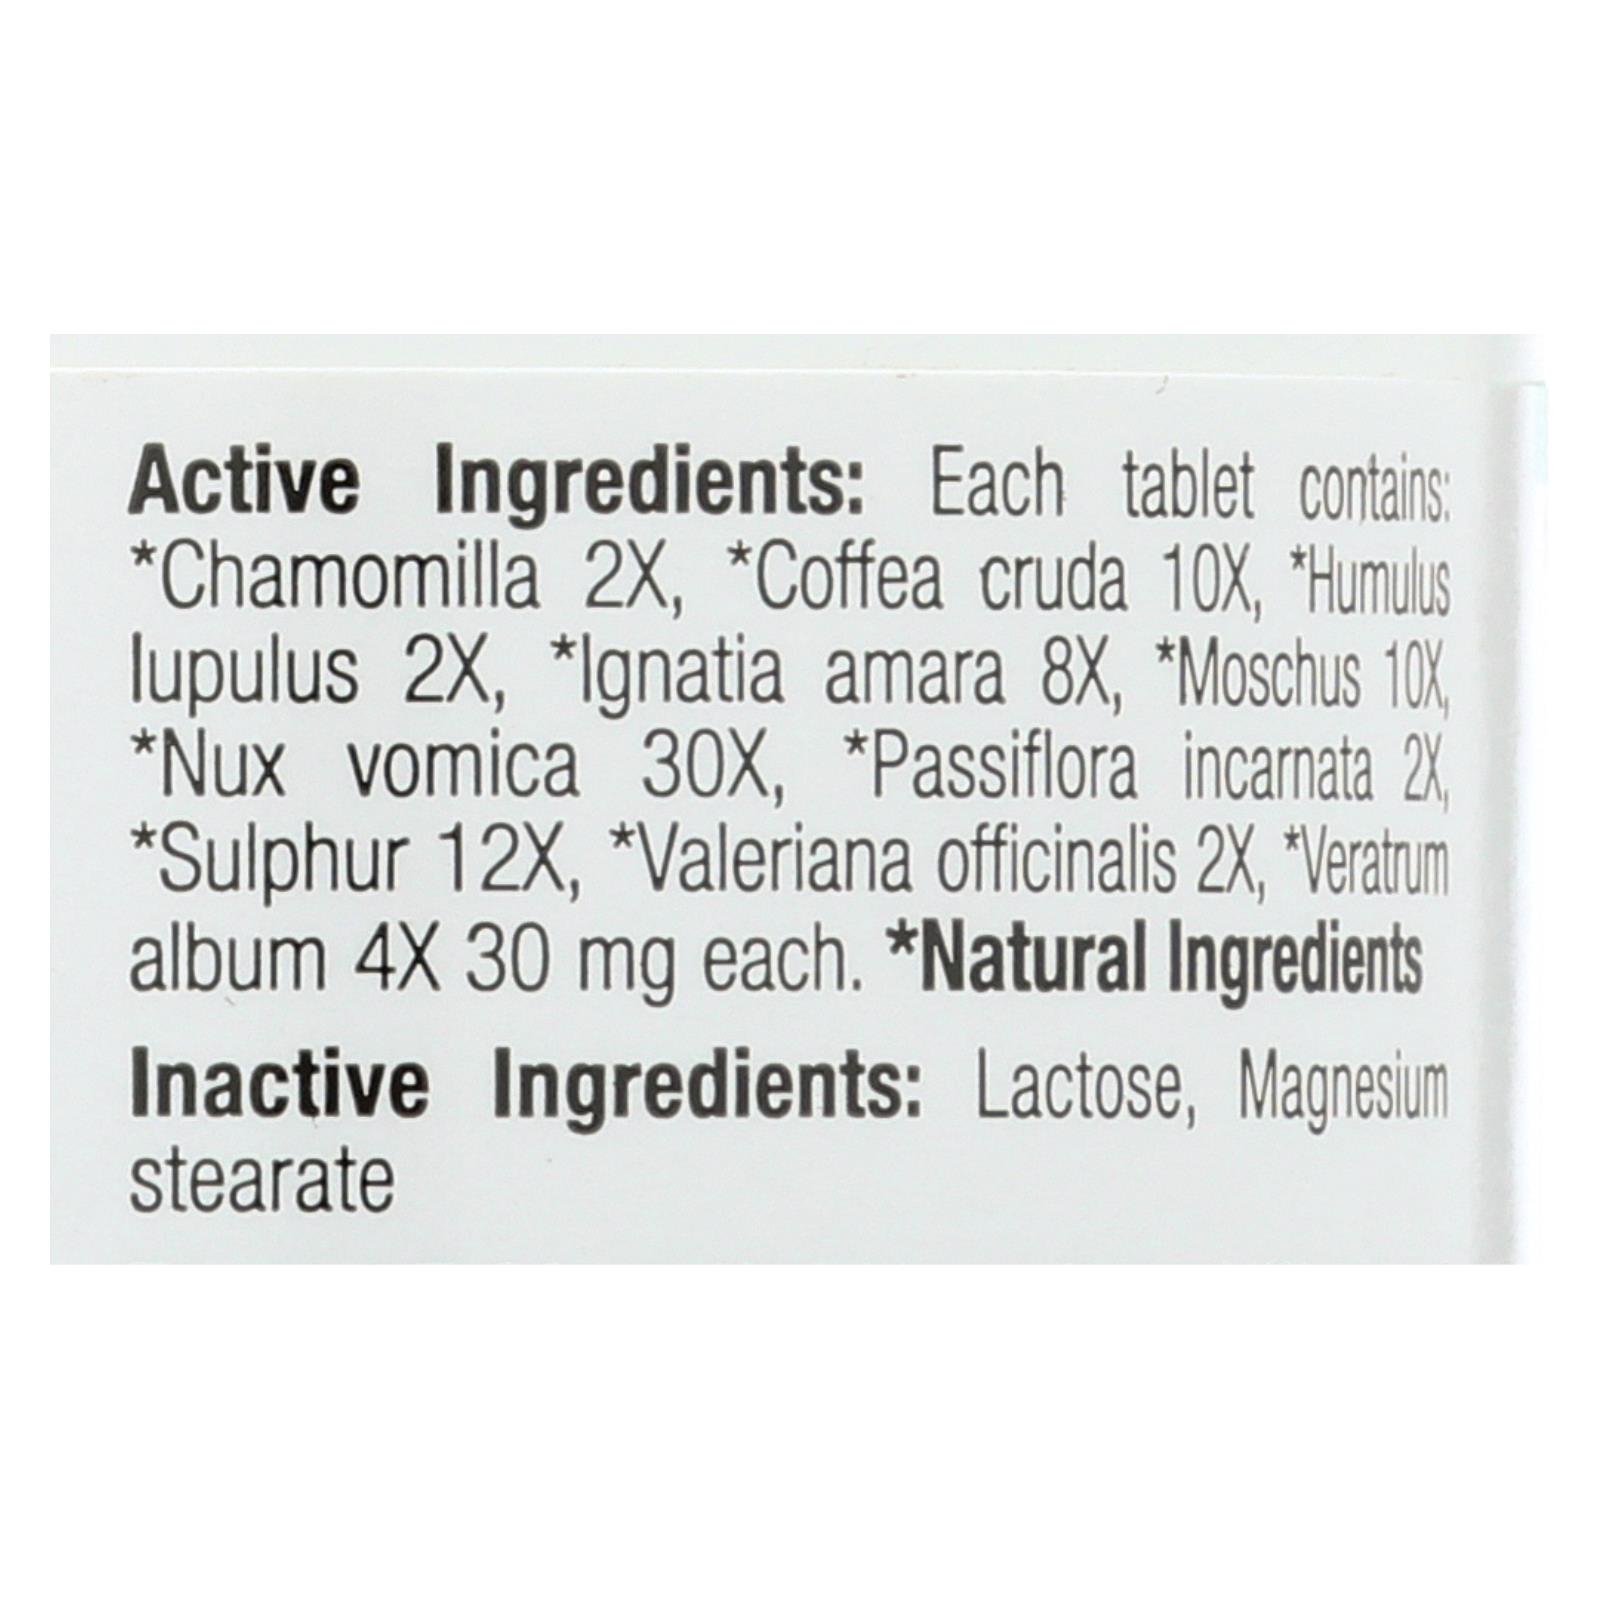 Active Ingredients: Each tablet contains:
*Chamomilla 2X, *Coffea cruda 10X, *Humulus
lupulus 2X, *Ignatia amara 8X, *Moschus 10X,
*Nux vomica 30X, *Passiflora incarnata 2X,
*Sulphur 12X, *Valeriana officinalis 2X, *Veratrum
album 4X 30 mg each. *Natural Ingredients
Inactive Ingredients: Lactose, Magnesium
stearate